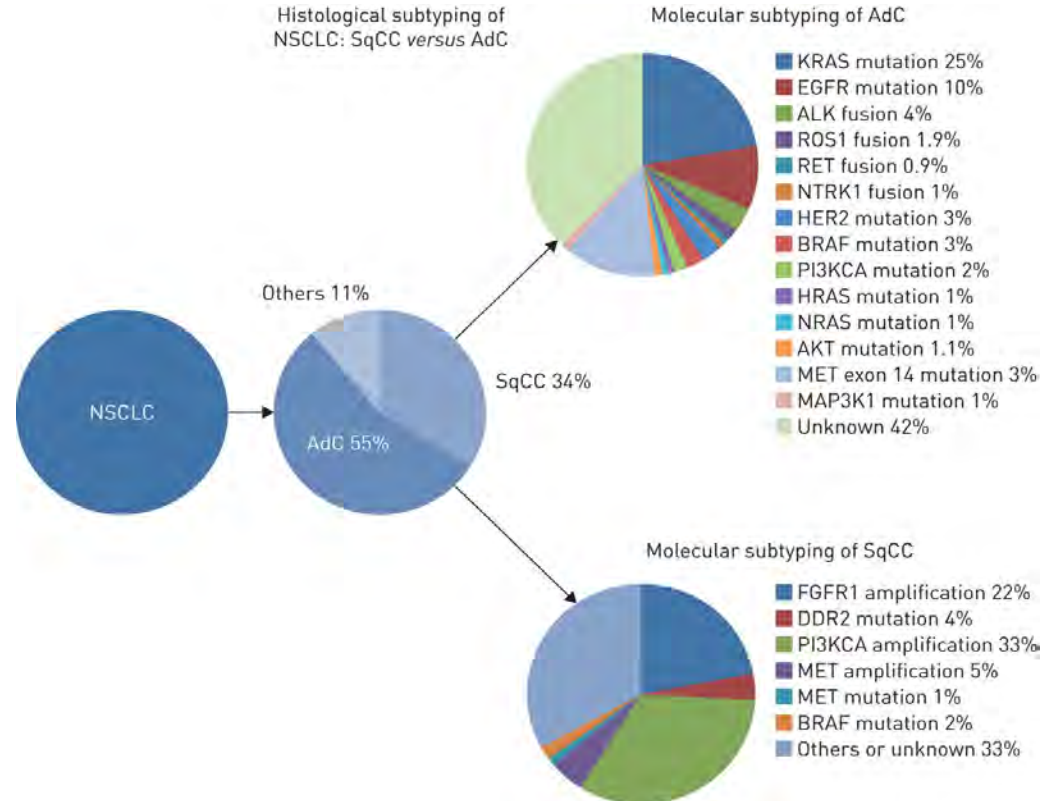 Histological subtyping of
NSCLC: SqCC versus AdC
Molecular subtyping of AdC
KRAS mutation 25%
EGFR mutation 10%
ALK fusion 4%
ROS1 fusion 1.9%
RET fusion 0.9%
NTRK1 fusion 1%
HER2 mutation 3%
BRAF mutation 3%
PI3KCA mutation 2%
HRAS mutation 1%
NRAS mutation 1%
AKT mutation 1.1%
MET exon 14 mutation 3%
MAP3K1 mutation 1%
Unknown 42%
Others 11%
SqCC 34%
NSCLC
AdC 55%
Molecular subtyping of SqCC
FGFR1 amplification 22%
DDR2 mutation 4%
PI3KCA amplification 33%
MET amplification 5%
MET mutation 1%
BRAF mutation 2%
Others or unknown 33%